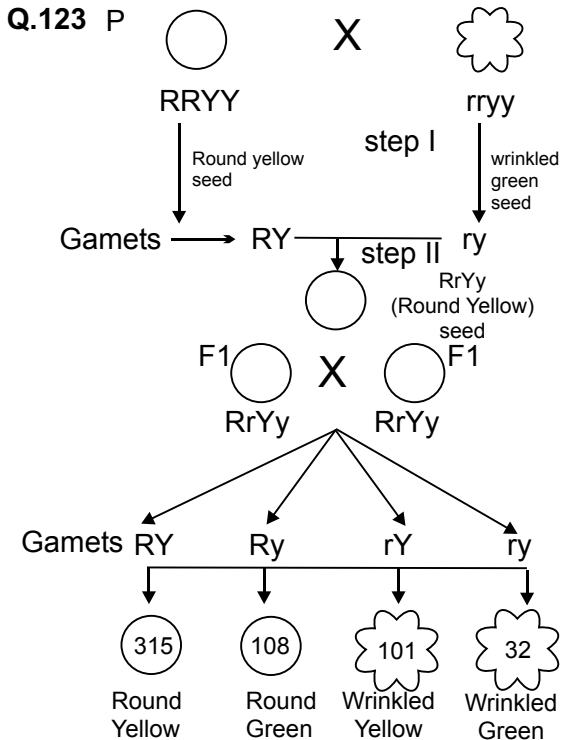 Q.123 P X
RRYY rryy
step I
Round yellow
seed
wrinkled
green
seed
Gamets RY step II ry
RrYy
(Round Yellow)
seed
F1 X F1
RrYy RrYy
Gamets RY Ry rY ry
315 108 101 32
Round Round Wrinkled Wrinkled
Yellow Green Yellow Green